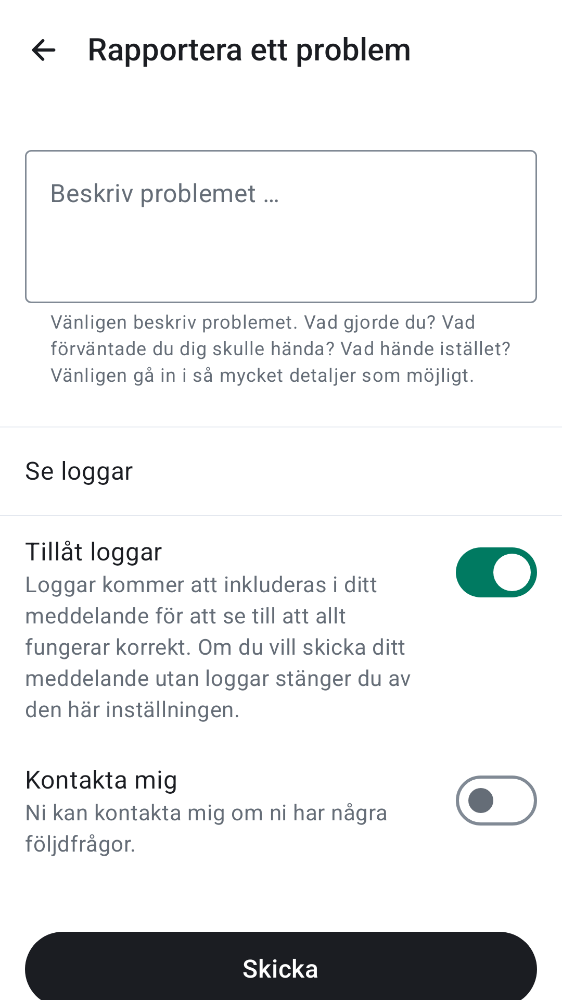 Rapportera ett problem
Beskriv problemet …
Vänligen beskriv problemet. Vad gjorde du? Vad
förväntade du dig skulle hända? Vad hände istället?
Vänligen gå in i så mycket detaljer som möjligt.
Se loggar
Tillåt loggar
Loggar kommer att inkluderas i ditt
meddelande för att se till att allt
fungerar korrekt. Om du vill skicka ditt
meddelande utan loggar stänger du av
den här inställningen.
Kontakta mig
Ni kan kontakta mig om ni har några
följdfrågor.
Skicka